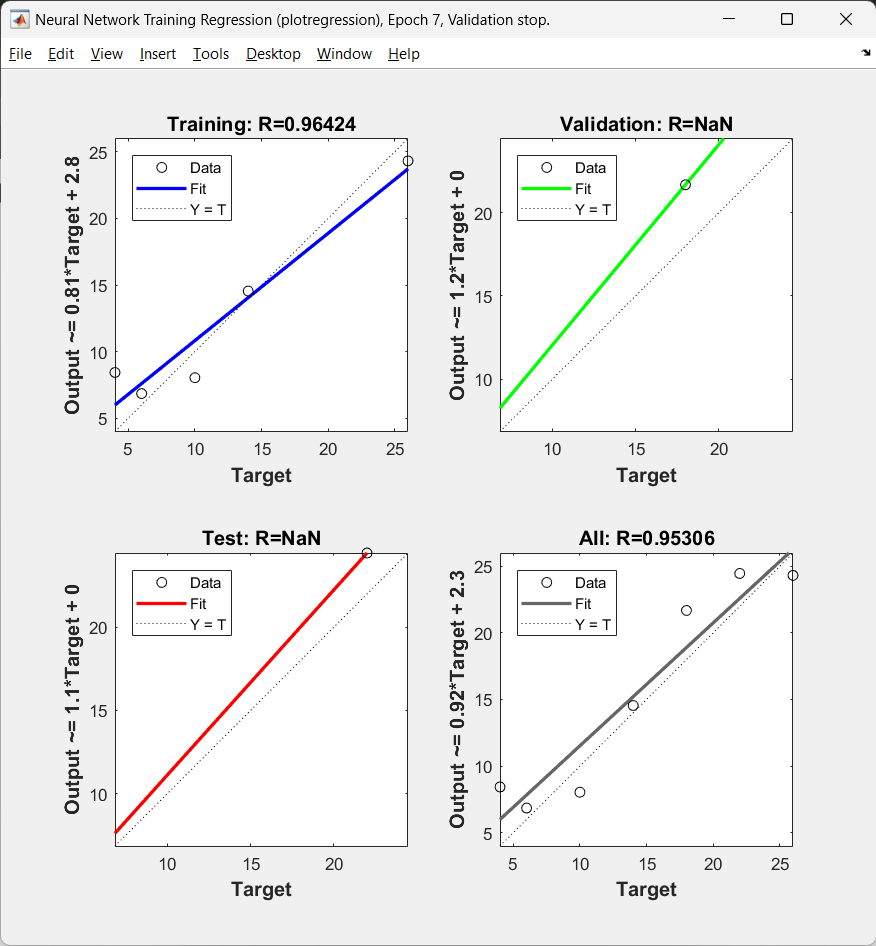 Neural Network Training Regression (plotregression), Epoch 7, Validation stop.
File Edit View Insert Tools Desktop Window Help
Training: R=0.96424
Output ~= 0.81*Target + 2.8
25
20
15
10
5
Data
Fit
Y = T
5 10 15 20 25
Target
Validation: R=NaN
Output ~= 1.2*Target + 0
20
15
10
Data
Fit
Y = T
10 15 20
Target
Test: R=NaN
Output ~= 1.1*Target + 0
20
15
10
Data
Fit
Y = T
10 15 20
Target
All: R=0.95306
Output ~= 0.92*Target + 2.3
25
20
15
10
5
Data
Fit
Y = T
5 10 15 20 25
Target